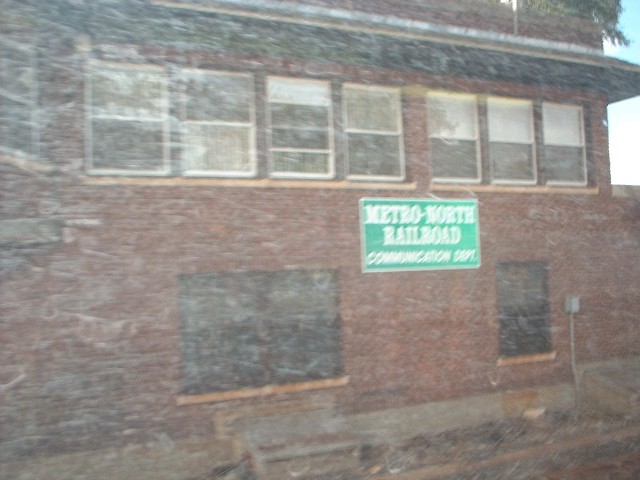 METRO-NORTH
RAILROAD
COMMUNICATION DEPT.